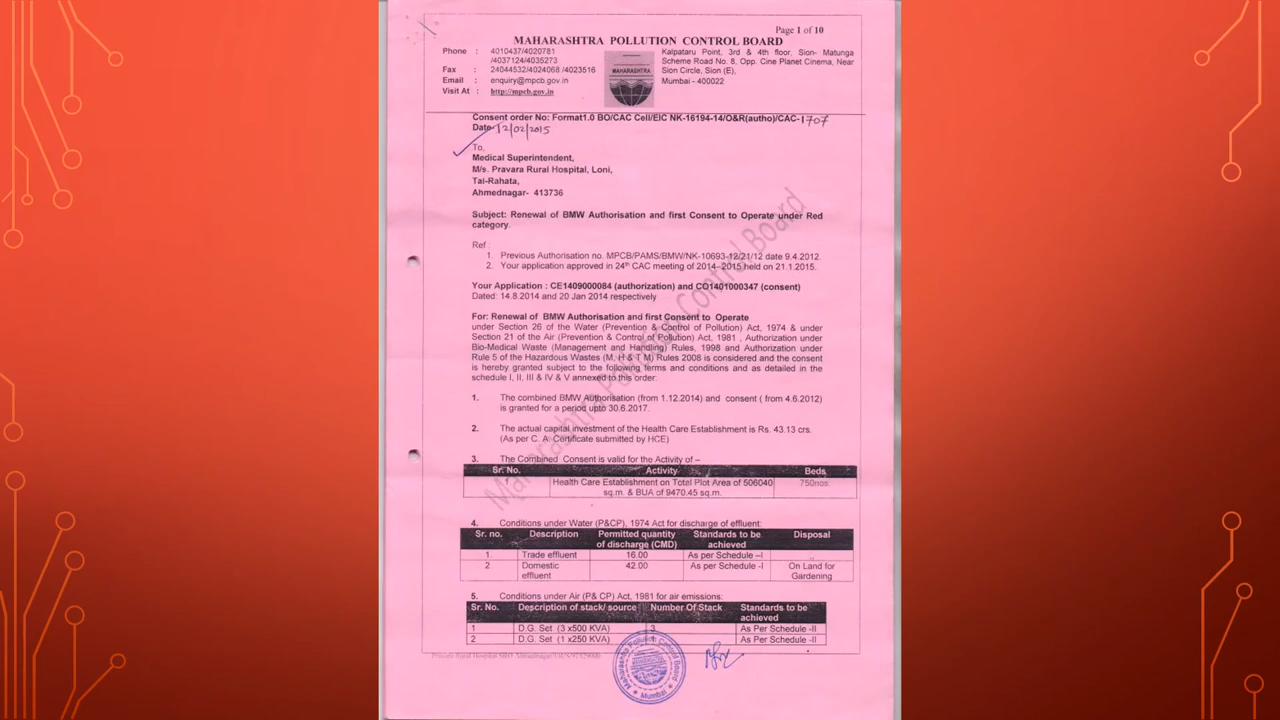 Page 1 of 10
MAHARASHTRA POLLUTION CONTROL BOARD
Phone : 4010437/4020781
/4037124/4035273
Fax : 24044532/4024068 /4023516
Email : enquiry@mpcb.gov.in
Visit At : http://mpcb.gov.in
MAHARASHTRA
Kalpataru Point, 3rd & 4th floor, Sion- Matunga
Scheme Road No. 8, Opp. Cine Planet Cinema, Near
Sion Circle, Sion (E),
Mumbai - 400022
Consent order No: Format1.0 BO/CAC Cell/EIC NK-16194-14/O&R(autho)/CAC-1707
Date- 12/02/2015
To,
Medical Superintendent,
M/s. Pravara Rural Hospital, Loni,
Tal-Rahata,
Ahmednagar- 413736
Subject: Renewal of BMW Authorisation and first Consent to Operate under Red
category.
Ref :
1. Previous Authorisation no. MPCB/PAMS/BMW/NK-10693-12/21/12 date 9.4.2012.
2. Your application approved in 24th CAC meeting of 2014–2015 held on 21.1.2015.
Your Application : CE1409000084 (authorization) and CO1401000347 (consent)
Dated: 14.8.2014 and 20 Jan 2014 respectively
For: Renewal of BMW Authorisation and first Consent to Operate
under Section 26 of the Water (Prevention & Control of Pollution) Act, 1974 & under
Section 21 of the Air (Prevention & Control of Pollution) Act, 1981 , Authorization under
Bio-Medical Waste (Management and Handling) Rules, 1998 and Authorization under
Rule 5 of the Hazardous Wastes (M, H & T M) Rules 2008 is considered and the consent
is hereby granted subject to the following terms and conditions and as detailed in the
schedule I, II, III & IV & V annexed to this order:
1. The combined BMW Authorisation (from 1.12.2014) and consent ( from 4.6.2012)
is granted for a period upto 30.6.2017.
2. The actual capital investment of the Health Care Establishment is Rs. 43.13 crs.
(As per C. A. Certificate submitted by HCE)
3. The Combined Consent is valid for the Activity of –
Sr. No. Activity Beds
1 Health Care Establishment on Total Plot Area of 506040 750nos.
sq.m. & BUA of 9470.45 sq.m.
4. Conditions under Water (P&CP), 1974 Act for discharge of effluent:
Sr. no. Description Permitted quantity Standards to be Disposal
of discharge (CMD) achieved
1. Trade effluent 16.00 As per Schedule –I
2 Domestic 42.00 As per Schedule -I On Land for
effluent Gardening
5. Conditions under Air (P& CP) Act, 1981 for air emissions:
Sr. No. Description of stack/ source Number Of Stack Standards to be
achieved
1 D.G. Set (3 x500 KVA) 3 As Per Schedule -II
2 D.G. Set (1 x250 KVA) As Per Schedule -II
Maharashtra Pollution Control Board
Maharashtra Pollution Control Board
Mumbai